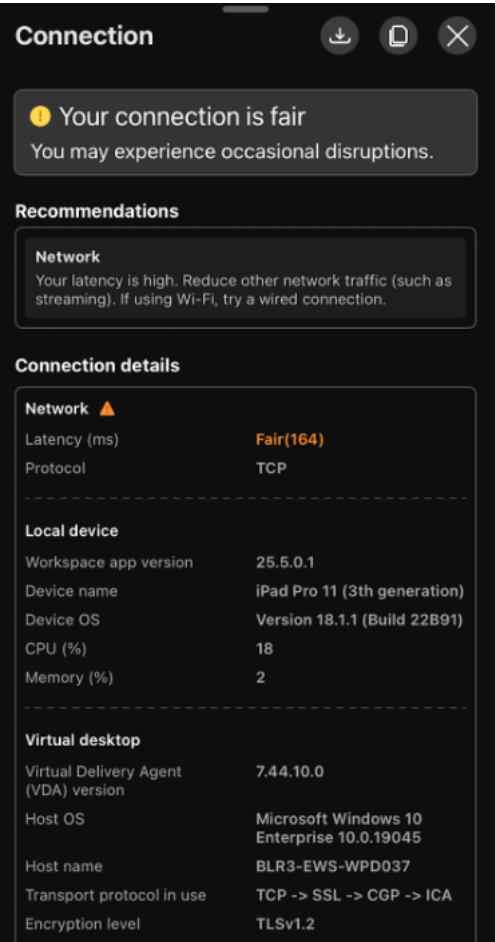 Connection
Your connection is fair
You may experience occasional disruptions.
Recommendations
Network
Your latency is high. Reduce other network traffic (such as
streaming). If using Wi-Fi, try a wired connection.
Connection details
Network
Latency (ms) Fair(164)
Protocol TCP
Local device
Workspace app version 25.5.0.1
Device name iPad Pro 11 (3th generation)
Device OS Version 18.1.1 (Build 22B91)
CPU (%) 18
Memory (%) 2
Virtual desktop
Virtual Delivery Agent 7.44.10.0
(VDA) version
Host OS Microsoft Windows 10
Enterprise 10.0.19045
Host name BLR3-EWS-WPD037
Transport protocol in use TCP -> SSL -> CGP -> ICA
Encryption level TLSv1.2